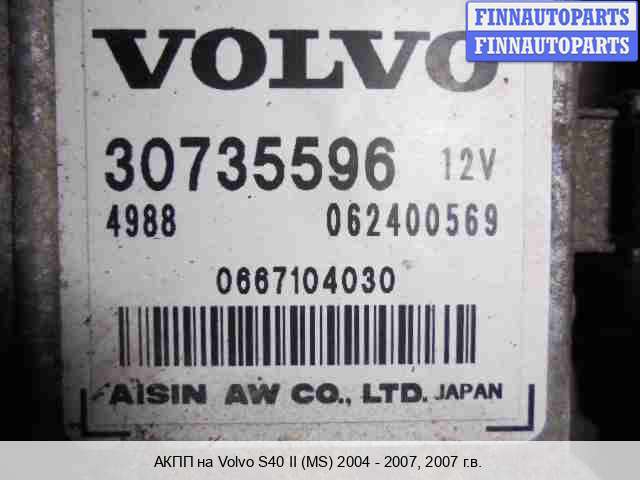 FINNAUTOPARTS
FINNAUTOPARTS
VOLVO
30735596 12V
4988 062400569
0667104030
AISIN AW CO., LTD. JAPAN
АКПП на Volvo S40 II (MS) 2004 - 2007, 2007 г.в.